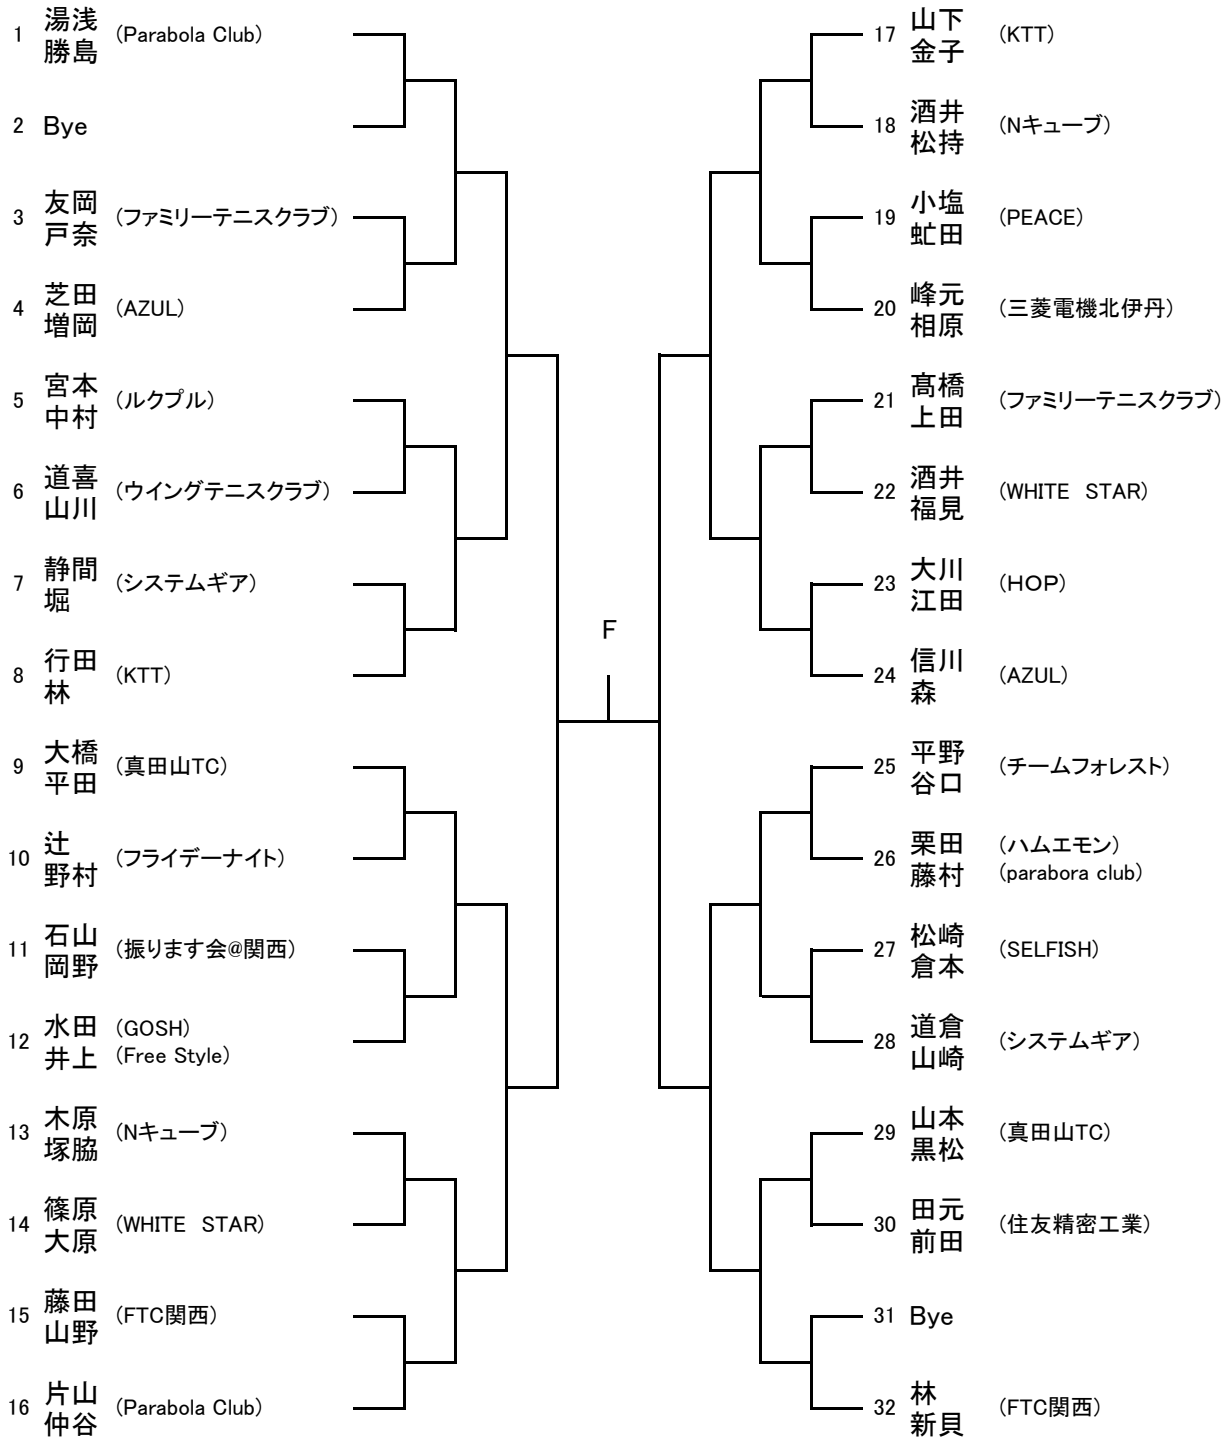 1 湯浅 (Parabola Club)
勝島
2 Bye
3 友岡 (ファミリーテニスクラブ)
戸奈
4 芝田 (AZUL)
増岡
5 宮本 (ルクプル)
中村
6 道喜 (ウイングテニスクラブ)
山川
7 静間 (システムギア)
堀
8 行田 (KTT)
林
9 大橋 (真田山TC)
平田
10 辻 (フライデーナイト)
野村
11 石山 (振ります会@関西)
岡野
12 水田 (GOSH)
井上 (Free Style)
13 木原 (Nキューブ)
塚脇
14 篠原 (WHITE STAR)
大原
15 藤田 (FTC関西)
山野
16 片山 (Parabola Club)
仲谷
F
17 山下 (KTT)
金子
18 酒井 (Nキューブ)
松持
19 小塩 (PEACE)
虻田
20 峰元 (三菱電機北伊丹)
相原
21 髙橋 (ファミリーテニスクラブ)
上田
22 酒井 (WHITE STAR)
福見
23 大川 (HOP)
江田
24 信川 (AZUL)
森
25 平野 (チームフォレスト)
谷口
26 栗田 (ハムエモン)
藤村 (parabora club)
27 松崎 (SELFISH)
倉本
28 道倉 (システムギア)
山崎
29 山本 (真田山TC)
黒松
30 田元 (住友精密工業)
前田
31 Bye
32 林 (FTC関西)
新貝